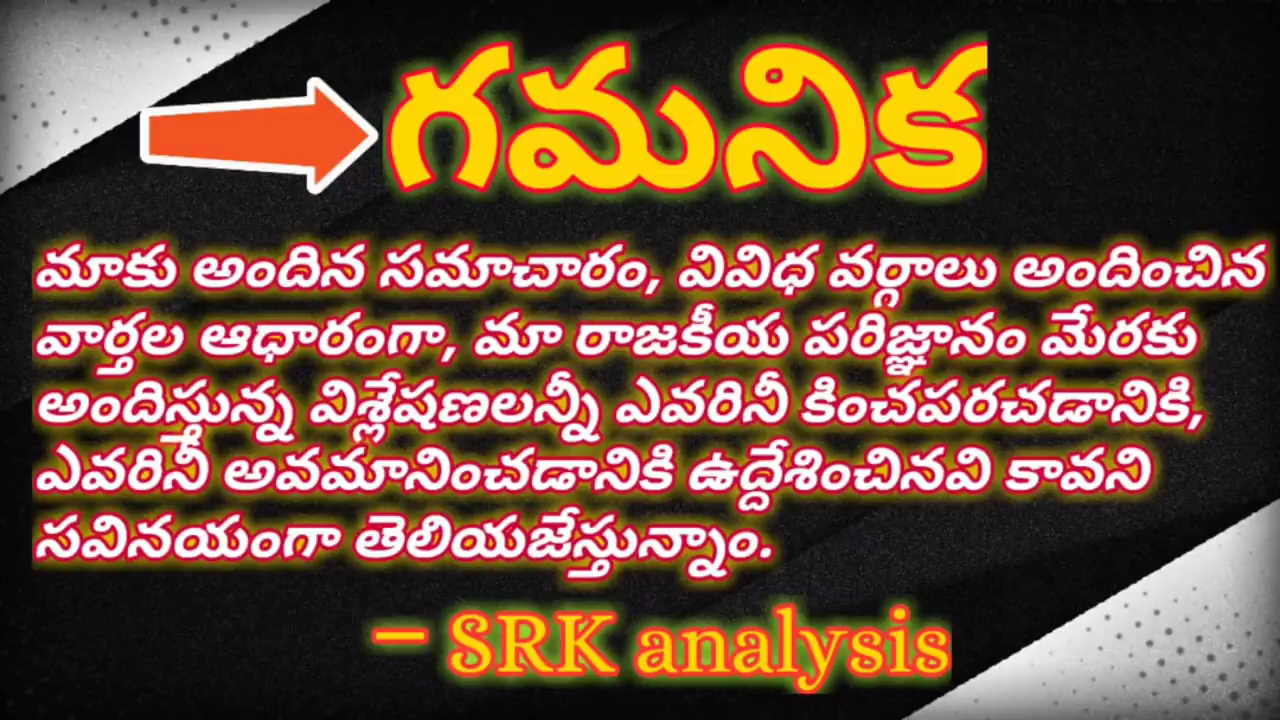 గమనిక
మాకు అందిన సమాచారం, వివిధ వర్గాలు అందించిన
వార్తల ఆధారంగా, మా రాజకీయ పరిజ్ఞానం మేరకు
అందిస్తున్న విశ్లేషణలన్నీ ఎవరినీ కించపరచడానికి,
ఎవరినీ అవమానించడానికి ఉద్దేశించినవి కావని
సవినయంగా తెలియజేస్తున్నాం.
– SRK analysis